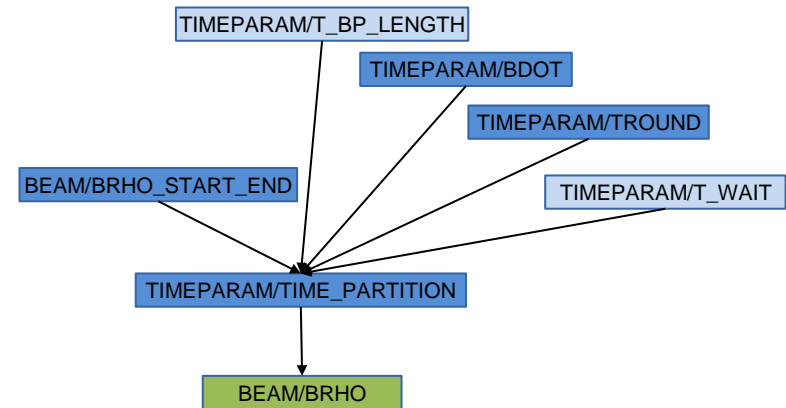 TIMEPARAM/T_BP_LENGTH
TIMEPARAM/BDOT
TIMEPARAM/TROUND
BEAM/BRHO_START_END
TIMEPARAM/T_WAIT
TIMEPARAM/TIME_PARTITION
BEAM/BRHO